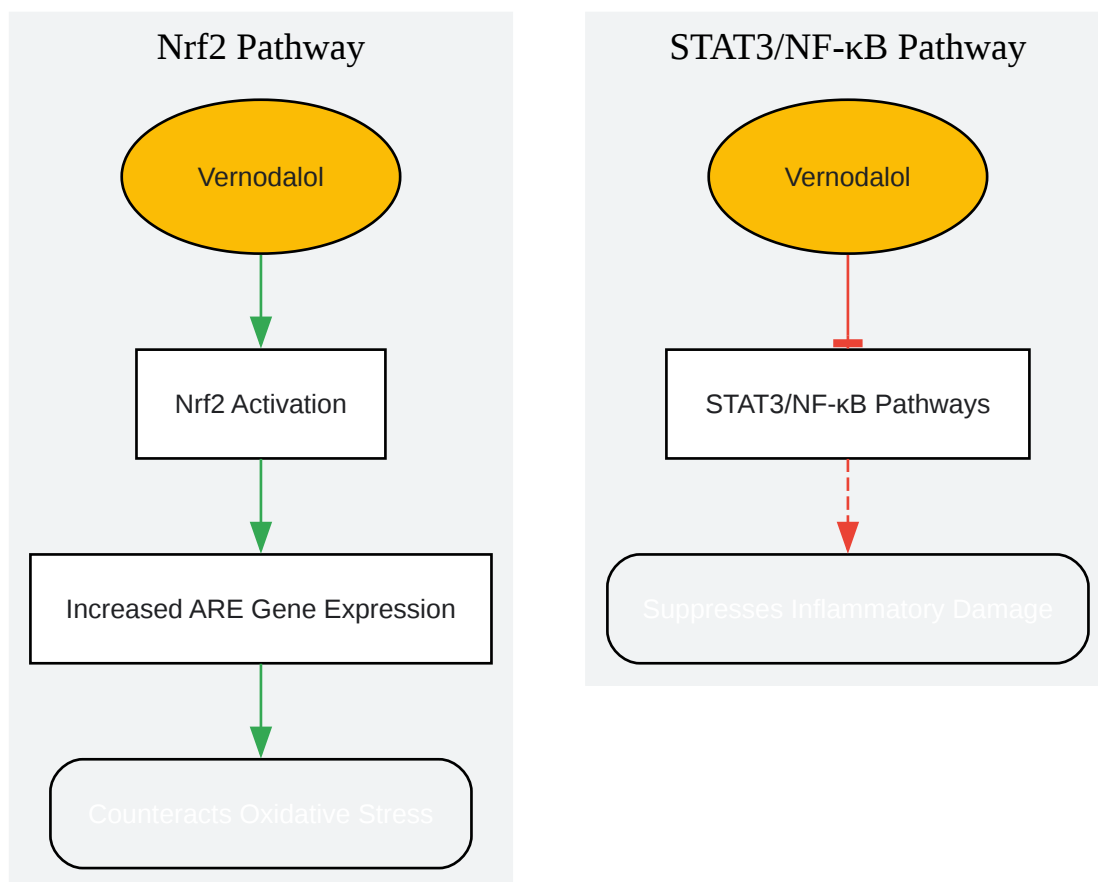 Nrf2 Pathway
Vernodalol
Nrf2 Activation
Increased ARE Gene Expression
Counteracts Oxidative Stress
STAT3/NF-κB Pathway
Vernodalol
STAT3/NF-κB Pathways
Suppresses Inflammatory Damage